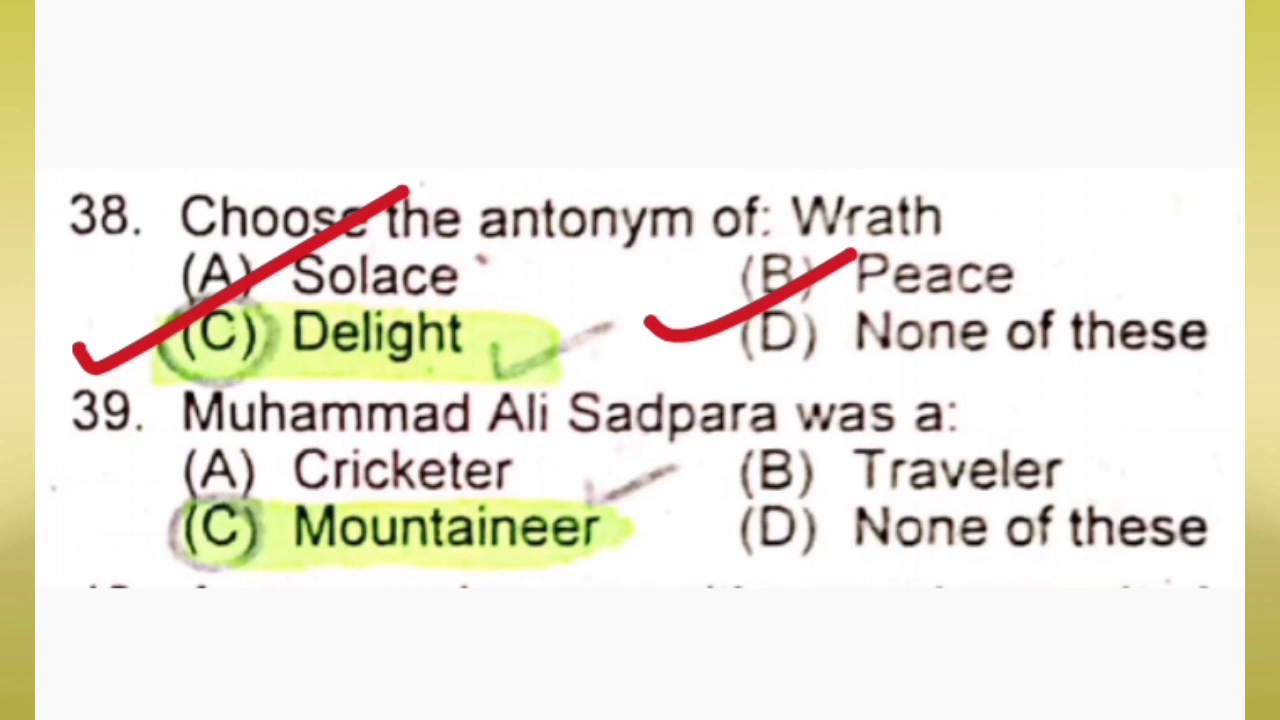 38. Choose the antonym of: Wrath
(A) Solace (B) Peace
(C) Delight (D) None of these
39. Muhammad Ali Sadpara was a:
(A) Cricketer (B) Traveler
(C) Mountaineer (D) None of these